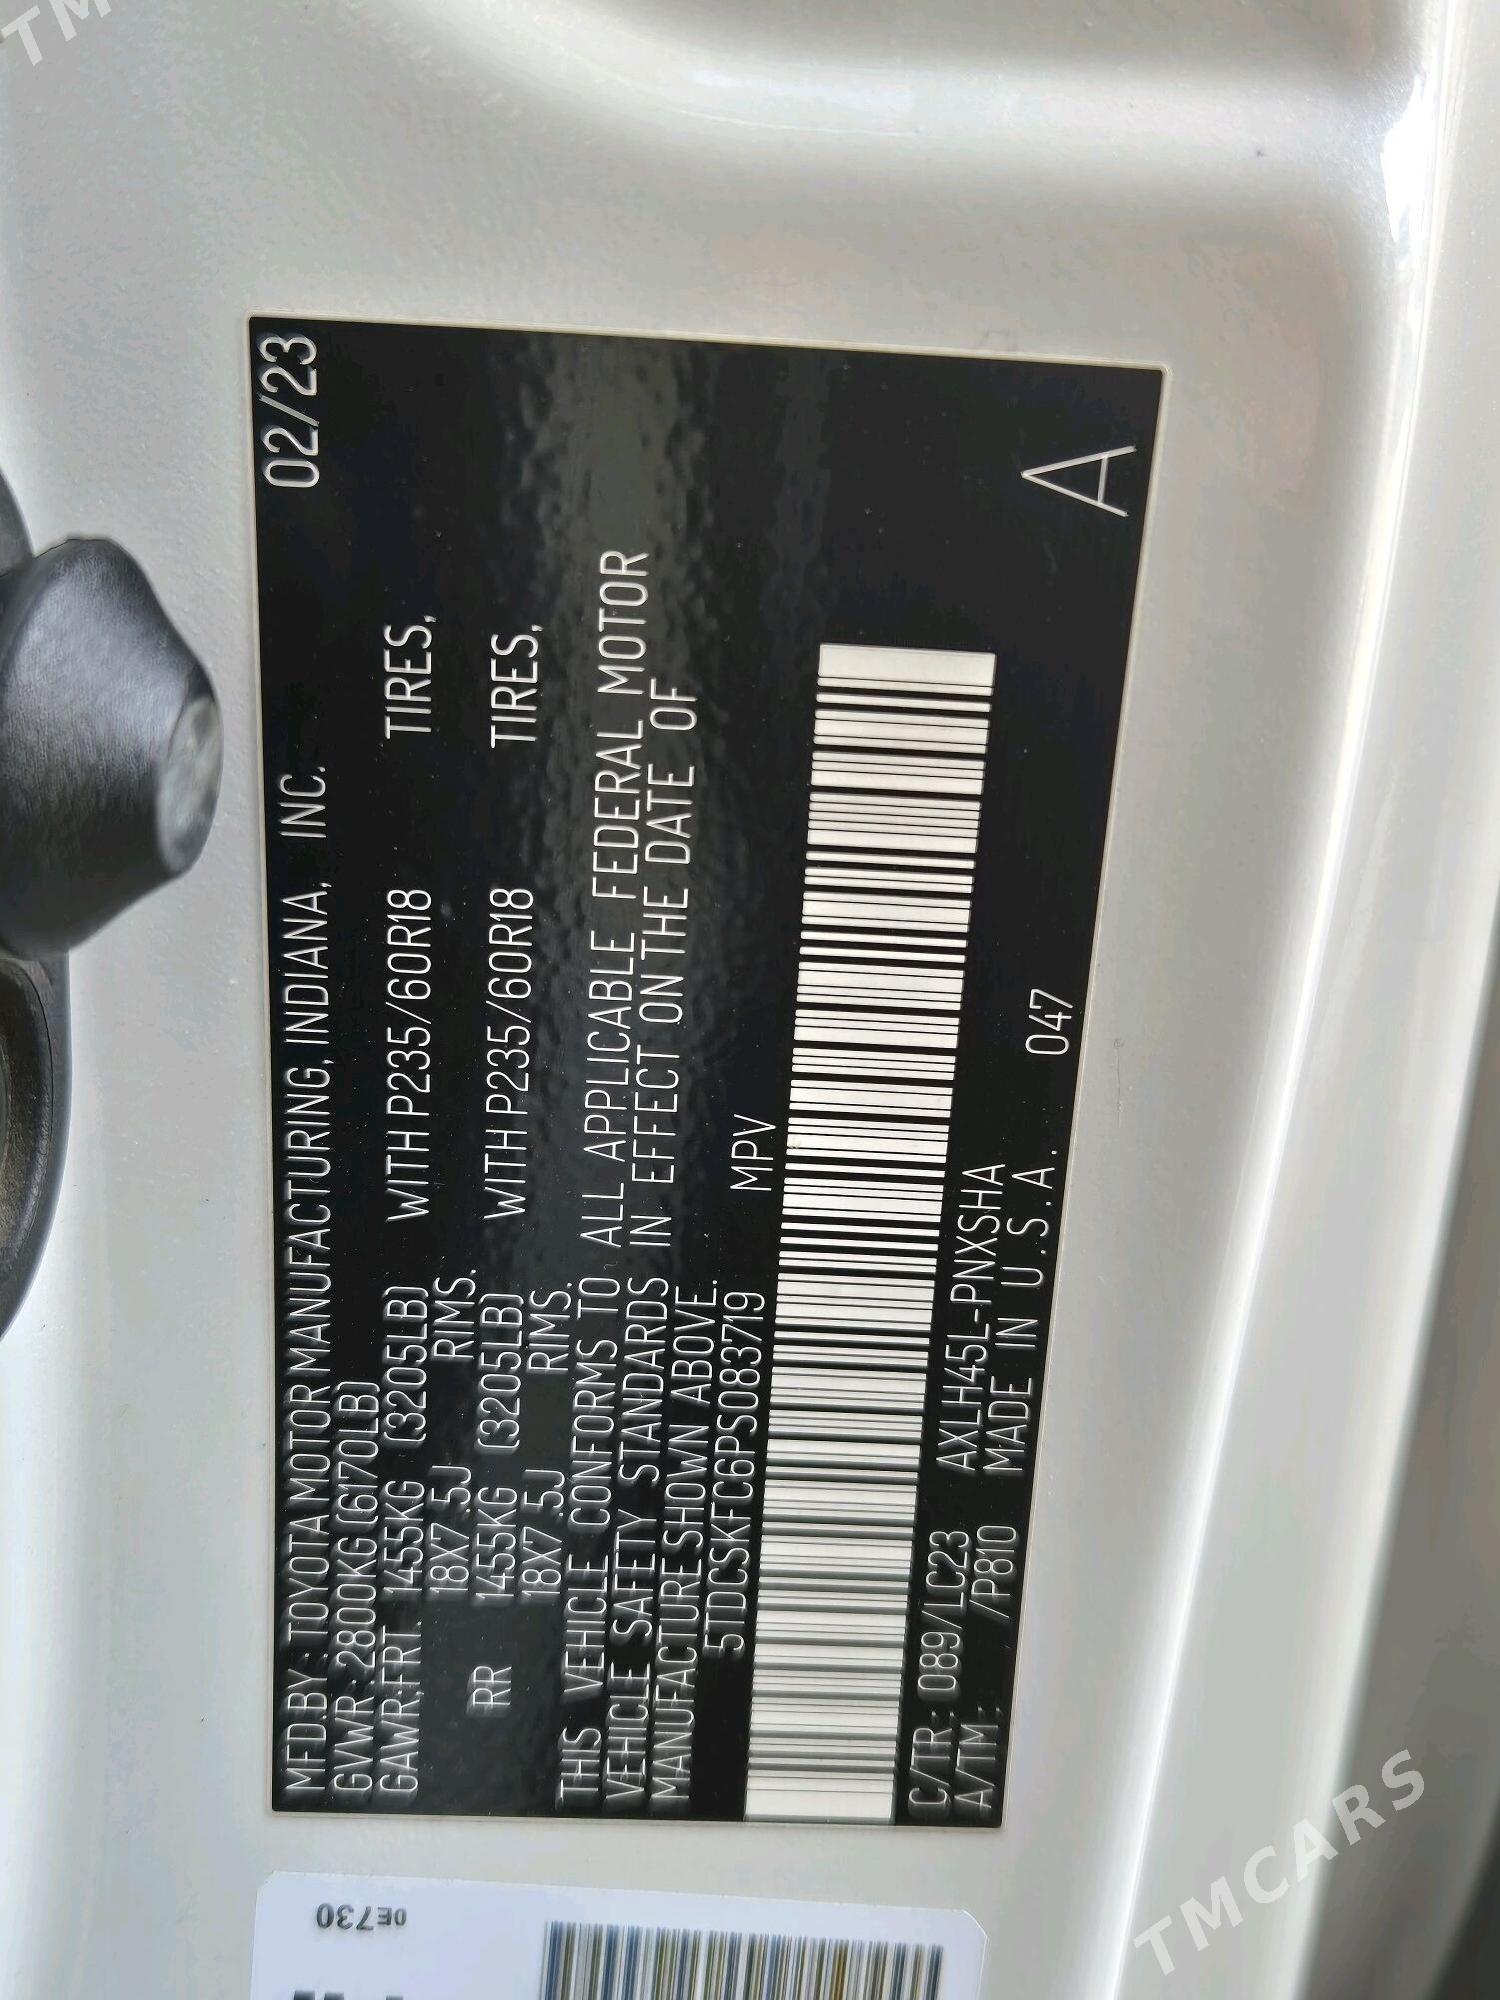 MFD.BY: TOYOTA MOTOR MANUFACTURING, INDIANA, INC. 02/23
GVWR: 2800KG(6170LB)
GAWR:FRT. 1455KG (3205LB) WITH P235/60R18 TIRES,
18X7.5J RIMS.
RR 1455KG (3205LB) WITH P235/60R18 TIRES,
18X7.5J RIMS.
THIS VEHICLE CONFORMS TO ALL APPLICABLE FEDERAL MOTOR
VEHICLE SAFETY STANDARDS IN EFFECT ON THE DATE OF
MANUFACTURE SHOWN ABOVE.
5TDCSKFC6PS083719 MPV
C/TR: 089/LC23 AXLH45L-PNXSHA
A/TM: /P810 MADE IN U.S.A. 047
A
0E730
TMCARS
TM